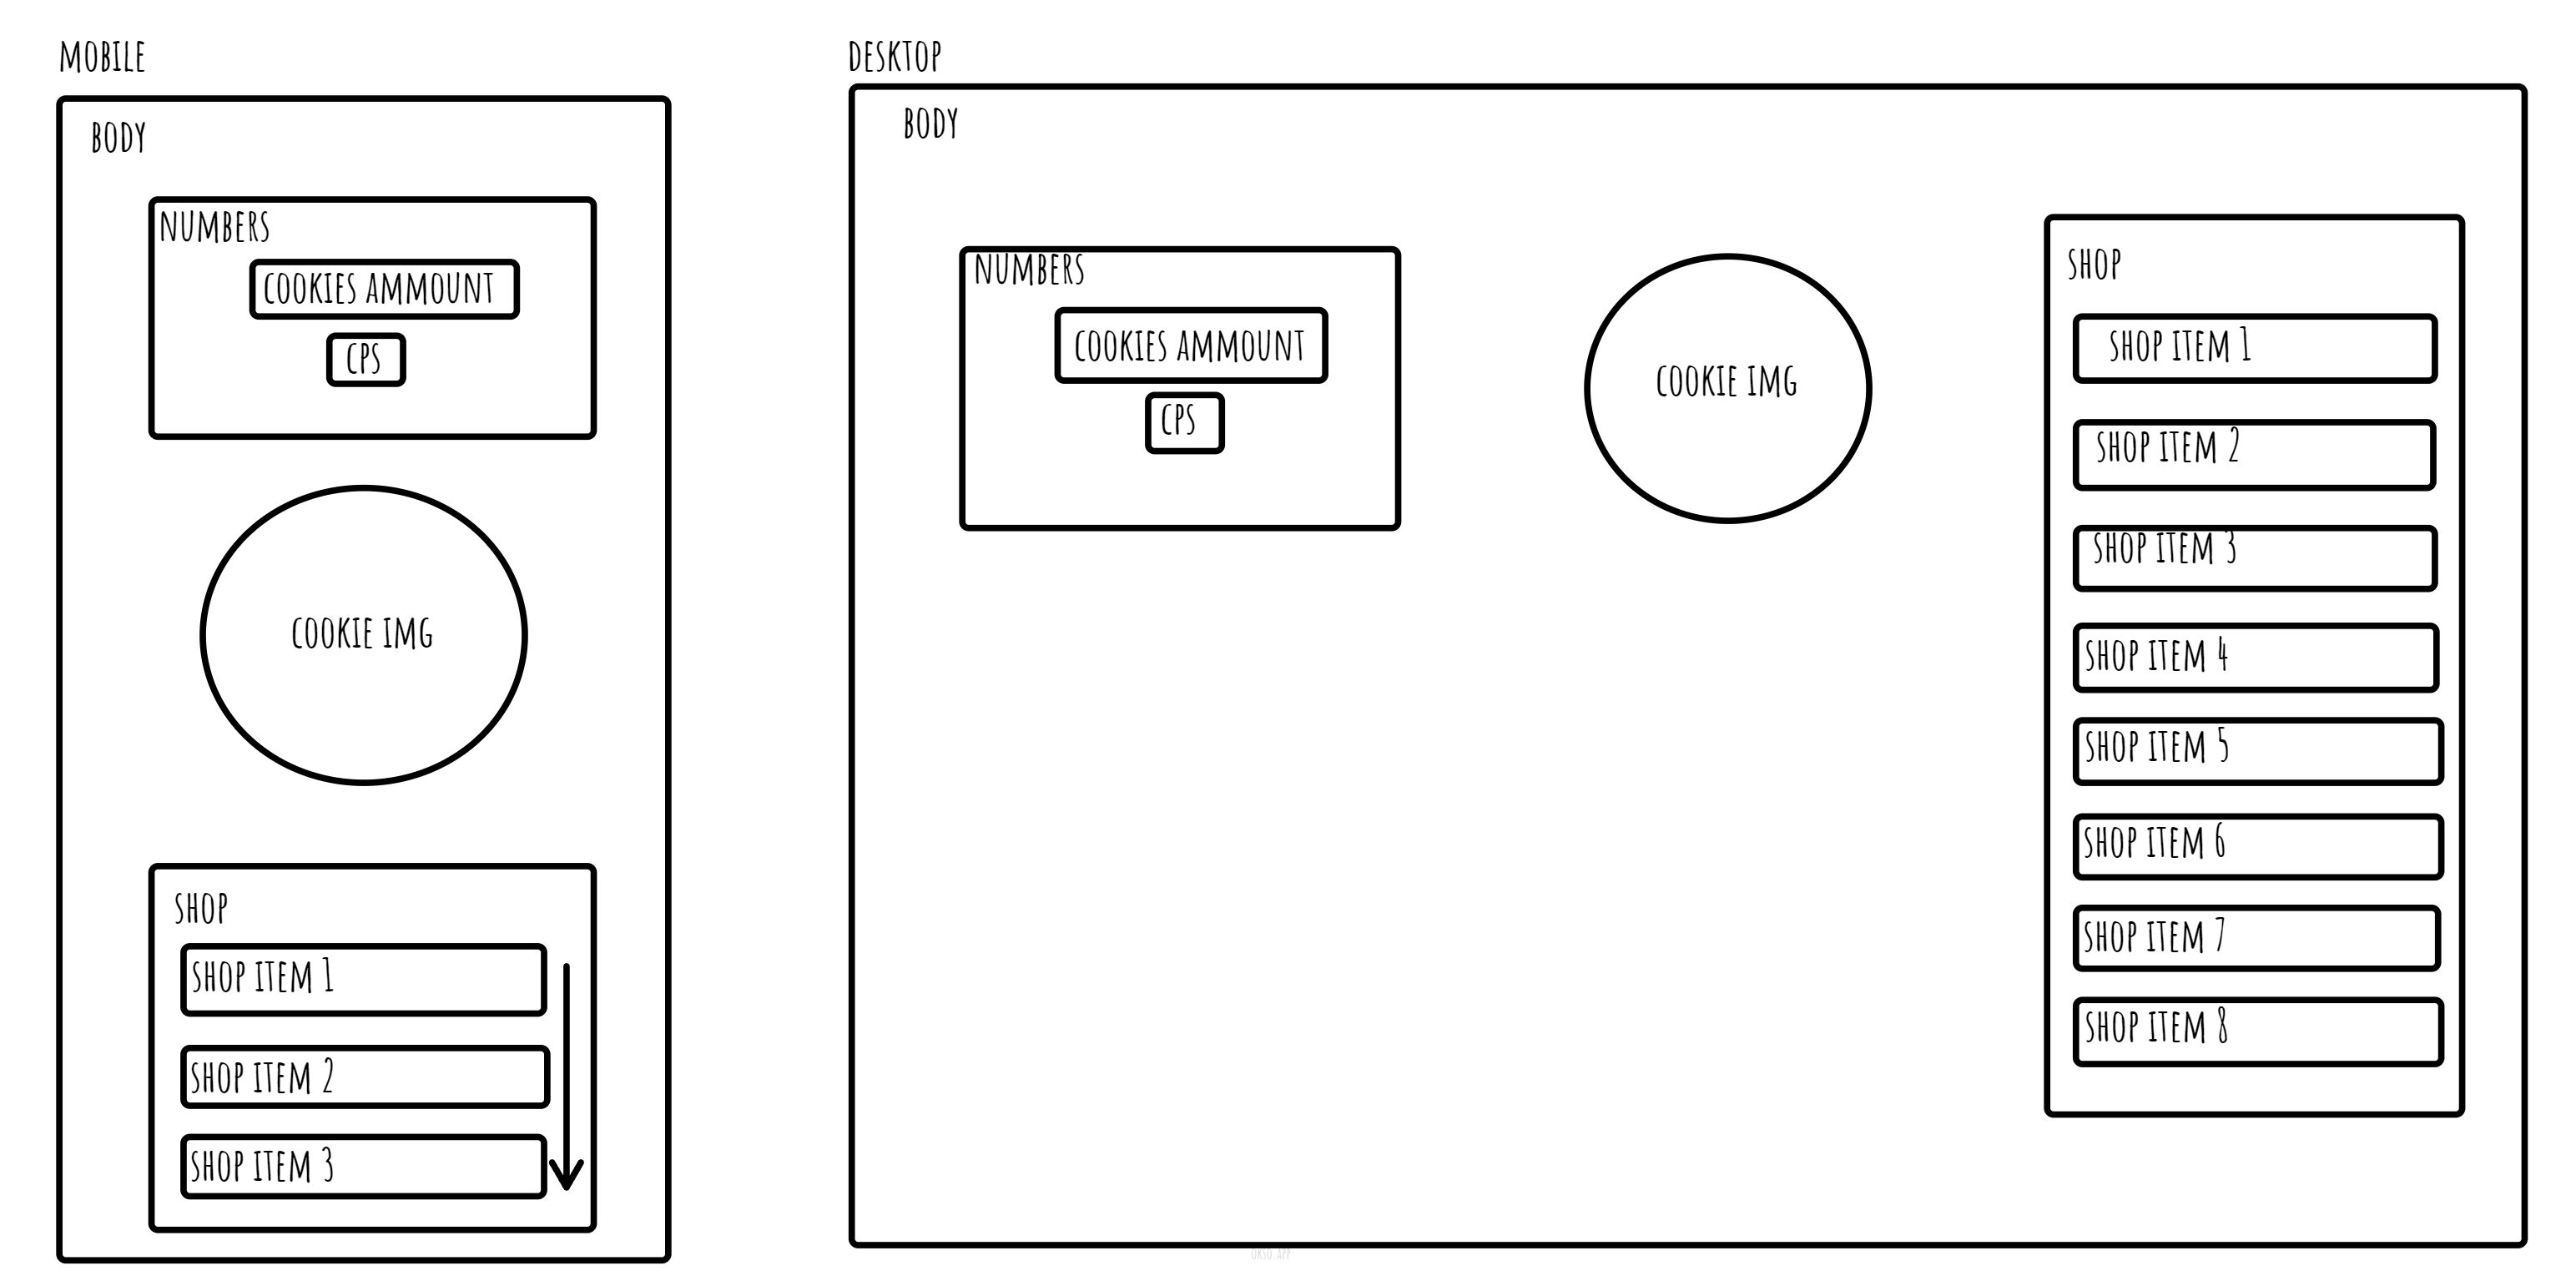 MOBILE
BODY
NUMBERS
COOKIES AMMOUNT
CPS
COOKIE IMG
SHOP
SHOP ITEM 1
SHOP ITEM 2
SHOP ITEM 3
DESKTOP
BODY
NUMBERS
COOKIES AMMOUNT
CPS
COOKIE IMG
SHOP
SHOP ITEM 1
SHOP ITEM 2
SHOP ITEM 3
SHOP ITEM 4
SHOP ITEM 5
SHOP ITEM 6
SHOP ITEM 7
SHOP ITEM 8